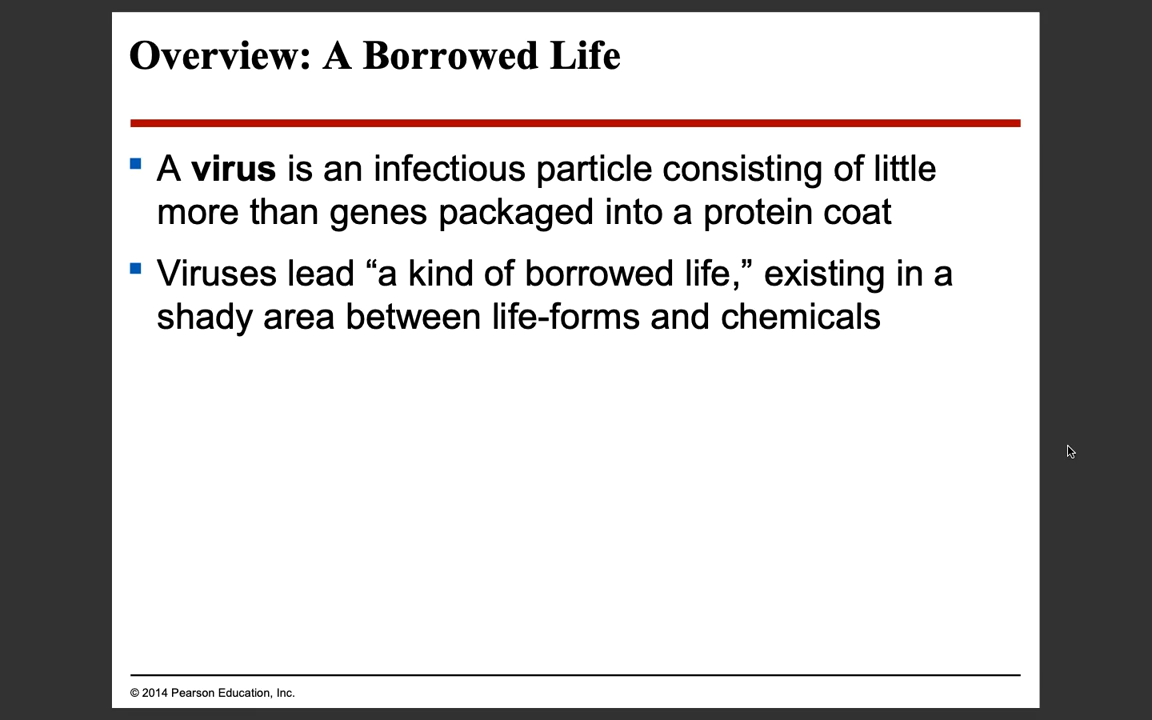 Overview: A Borrowed Life
A virus is an infectious particle consisting of little
more than genes packaged into a protein coat
Viruses lead “a kind of borrowed life,” existing in a
shady area between life-forms and chemicals
© 2014 Pearson Education, Inc.